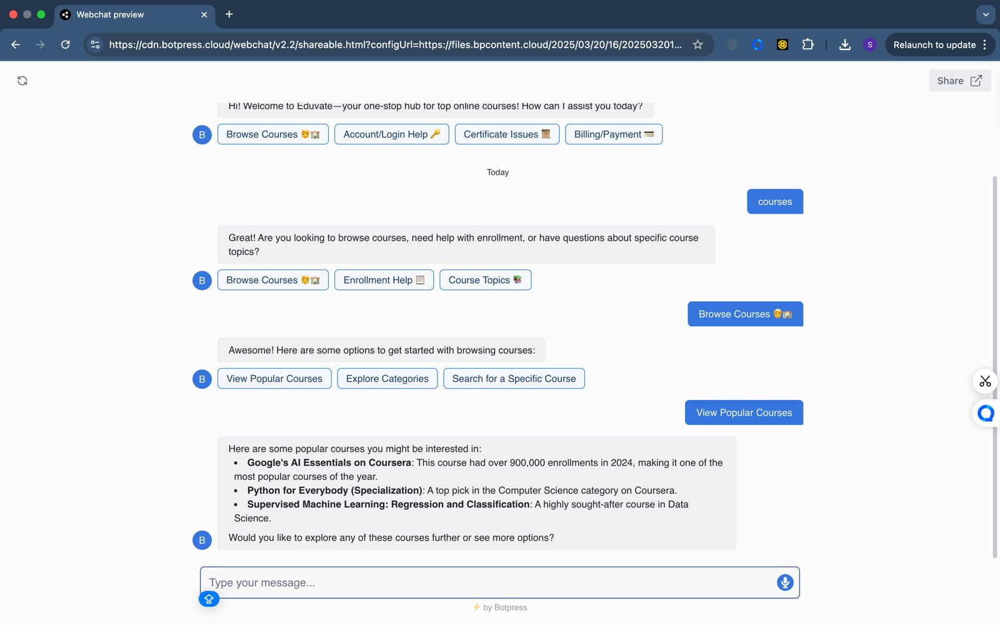 Webchat preview
https://cdn.botpress.cloud/webchat/v2.2/shareable.html?configUrl=https://files.bpcontent.cloud/2025/03/20/16/202503201...
S
Relaunch to update
Share
Hi! Welcome to Eduvate—your one-stop hub for top online courses! How can I assist you today?
B
Browse Courses 🧑‍🏫 Account/Login Help 🔑 Certificate Issues 📜 Billing/Payment 💳
Today
courses
Great! Are you looking to browse courses, need help with enrollment, or have questions about specific course
topics?
B
Browse Courses 🧑‍🏫 Enrollment Help 📋 Course Topics 📚
Browse Courses 🧑‍🏫
Awesome! Here are some options to get started with browsing courses:
B
View Popular Courses Explore Categories Search for a Specific Course
View Popular Courses
Here are some popular courses you might be interested in:
• Google's AI Essentials on Coursera: This course had over 900,000 enrollments in 2024, making it one of the
most popular courses of the year.
• Python for Everybody (Specialization): A top pick in the Computer Science category on Coursera.
• Supervised Machine Learning: Regression and Classification: A highly sought-after course in Data
Science.
B
Would you like to explore any of these courses further or see more options?
Type your message...
⚡ by Botpress